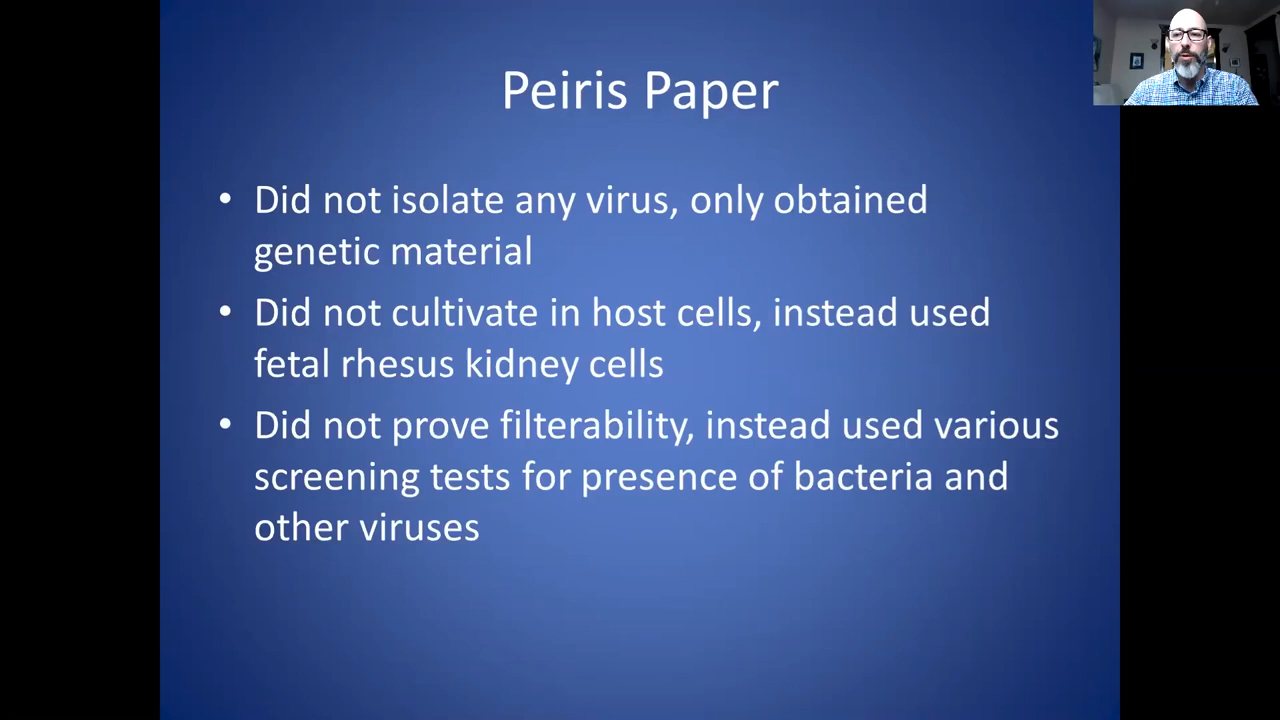 Peiris Paper
• Did not isolate any virus, only obtained
genetic material
• Did not cultivate in host cells, instead used
fetal rhesus kidney cells
• Did not prove filterability, instead used various
screening tests for presence of bacteria and
other viruses